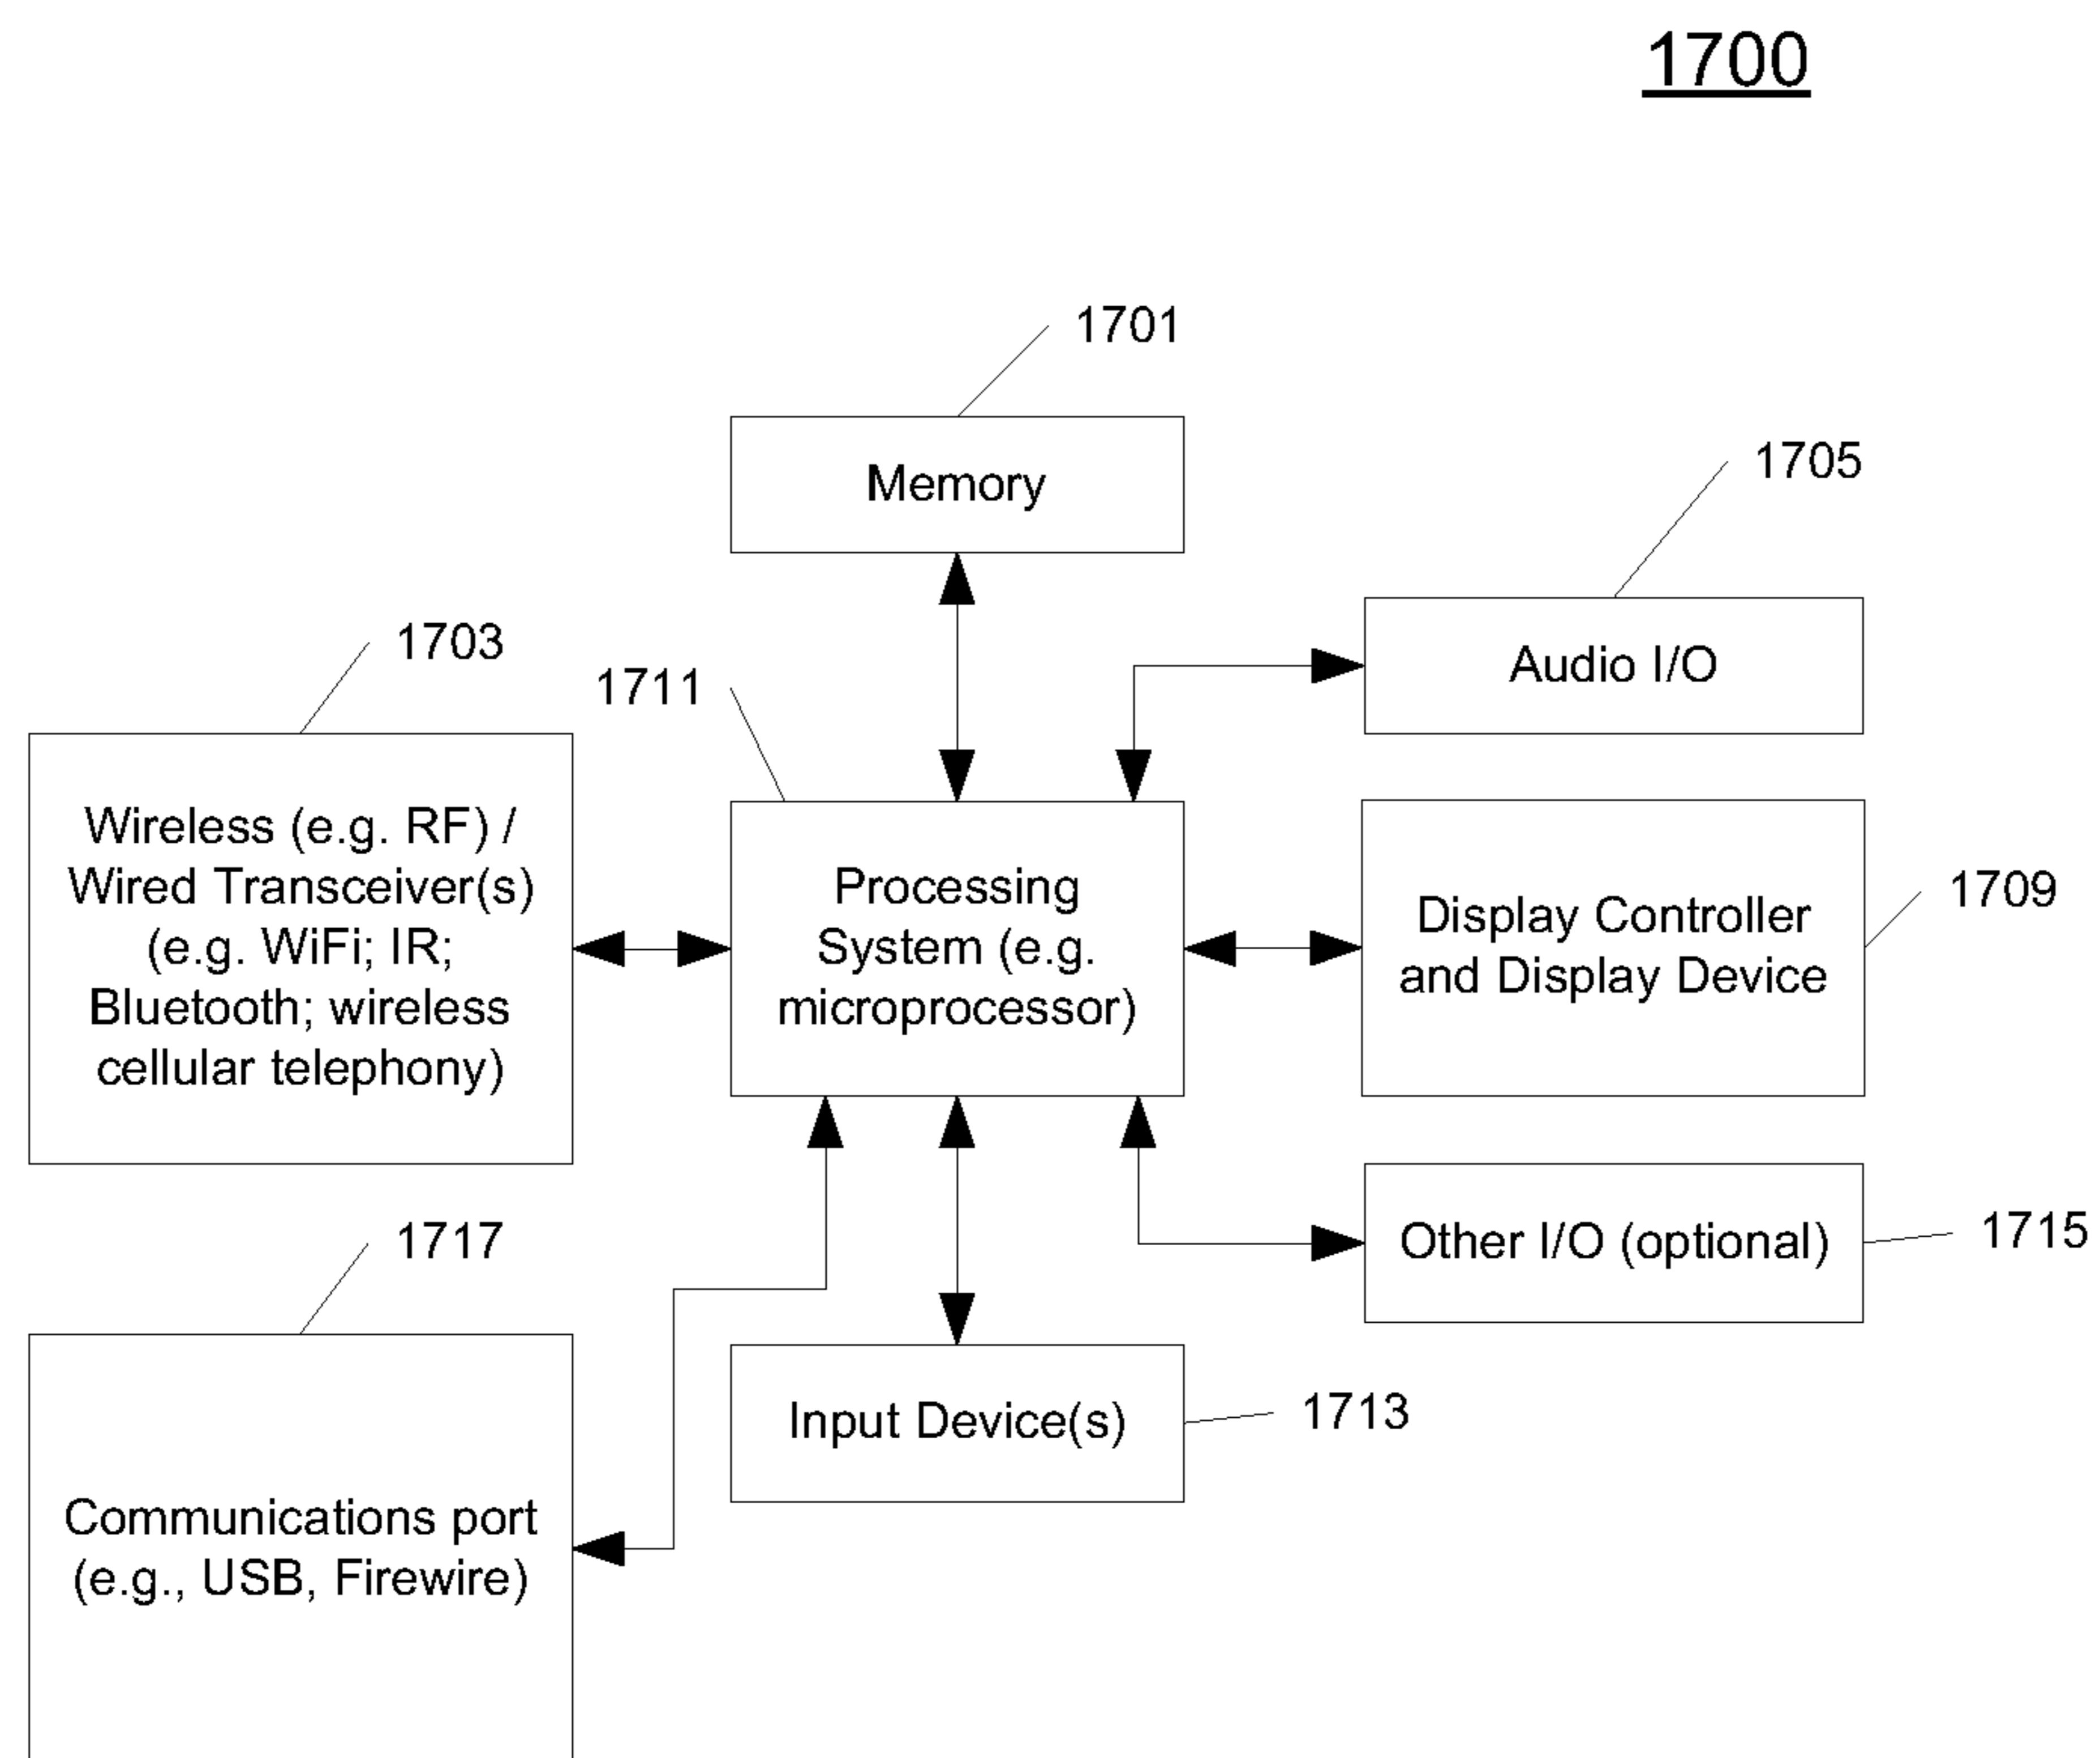 1700
1701
Memory
1705
Audio I/O
1703
1711
Wireless (e.g. RF) /
Wired Transceiver(s)
(e.g. WiFi; IR;
Bluetooth; wireless
cellular telephony)
Processing
System (e.g.
microprocessor)
Display Controller
and Display Device
1709
Other I/O (optional)
1715
1717
Input Device(s)
1713
Communications port
(e.g., USB, Firewire)